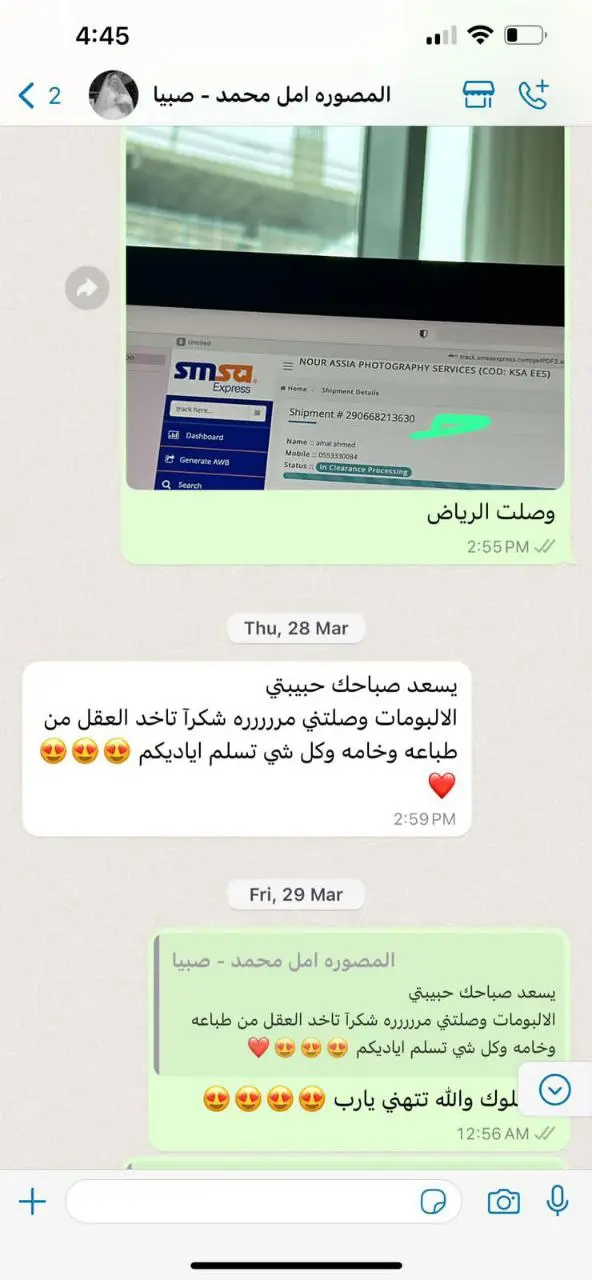 4:45
2
المصوره امل محمد - صبيا
Untitled
track.smsaexpress.com/getPDF2.a
smsa
Express
NOUR ASSIA PHOTOGRAPHY SERVICES (COD: KSA EES)
Home / Shipment Details
track here...
Shipment # 290668213630
Dashboard
Name :: amal ahmed
Mobile :: 0553330084
Generate AWB
Status :: In Clearance Processing
Search
وصلت الرياض
2:55 PM
Thu, 28 Mar
يسعد صباحك حبيبتي
الالبومات وصلتني مررررره شكرآ تاخد العقل من
طباعه وخامه وكل شي تسلم اياديكم 😍😍😍
❤️
2:59 PM
Fri, 29 Mar
المصوره امل محمد - صبيا
يسعد صباحك حبيبتي
الالبومات وصلتني مررررره شكرآ تاخد العقل من طباعه
وخامه وكل شي تسلم اياديكم 😍😍😍❤️
والله تتهني يارب 😍😍😍😍
12:56 AM